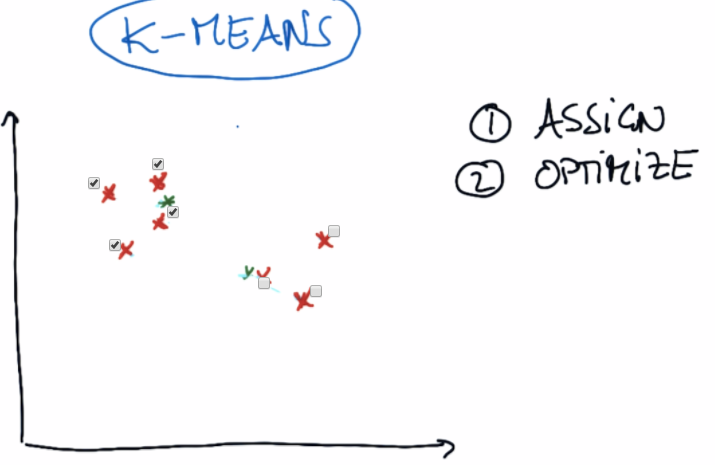 K-MEANS
① ASSIGN
② OPTIMIZE